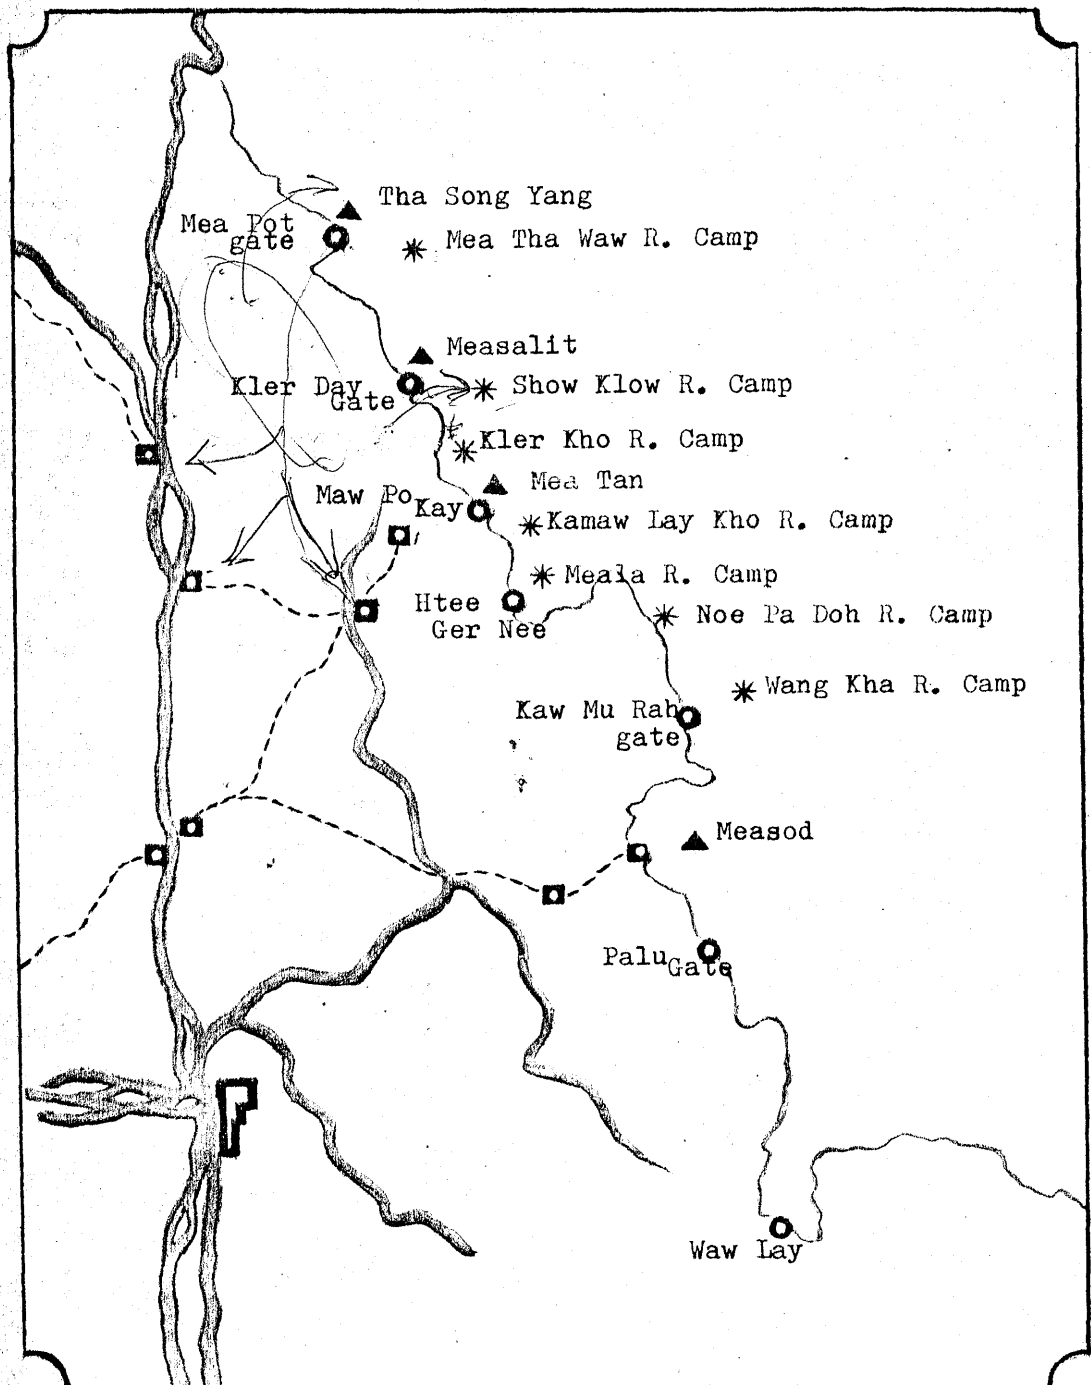 Tha Song Yang
Mea Pot
gate
Mea Tha Waw R. Camp
Measalit
Kler Day
Gate
Show Klow R. Camp
Kler Kho R. Camp
Mea Tan
Maw Po
Kay
Kamaw Lay Kho R. Camp
Meala R. Camp
Htee
Ger Nee
Noe Pa Doh R. Camp
Wang Kha R. Camp
Kaw Mu Rah
gate
Measod
Palu
Gate
Waw Lay